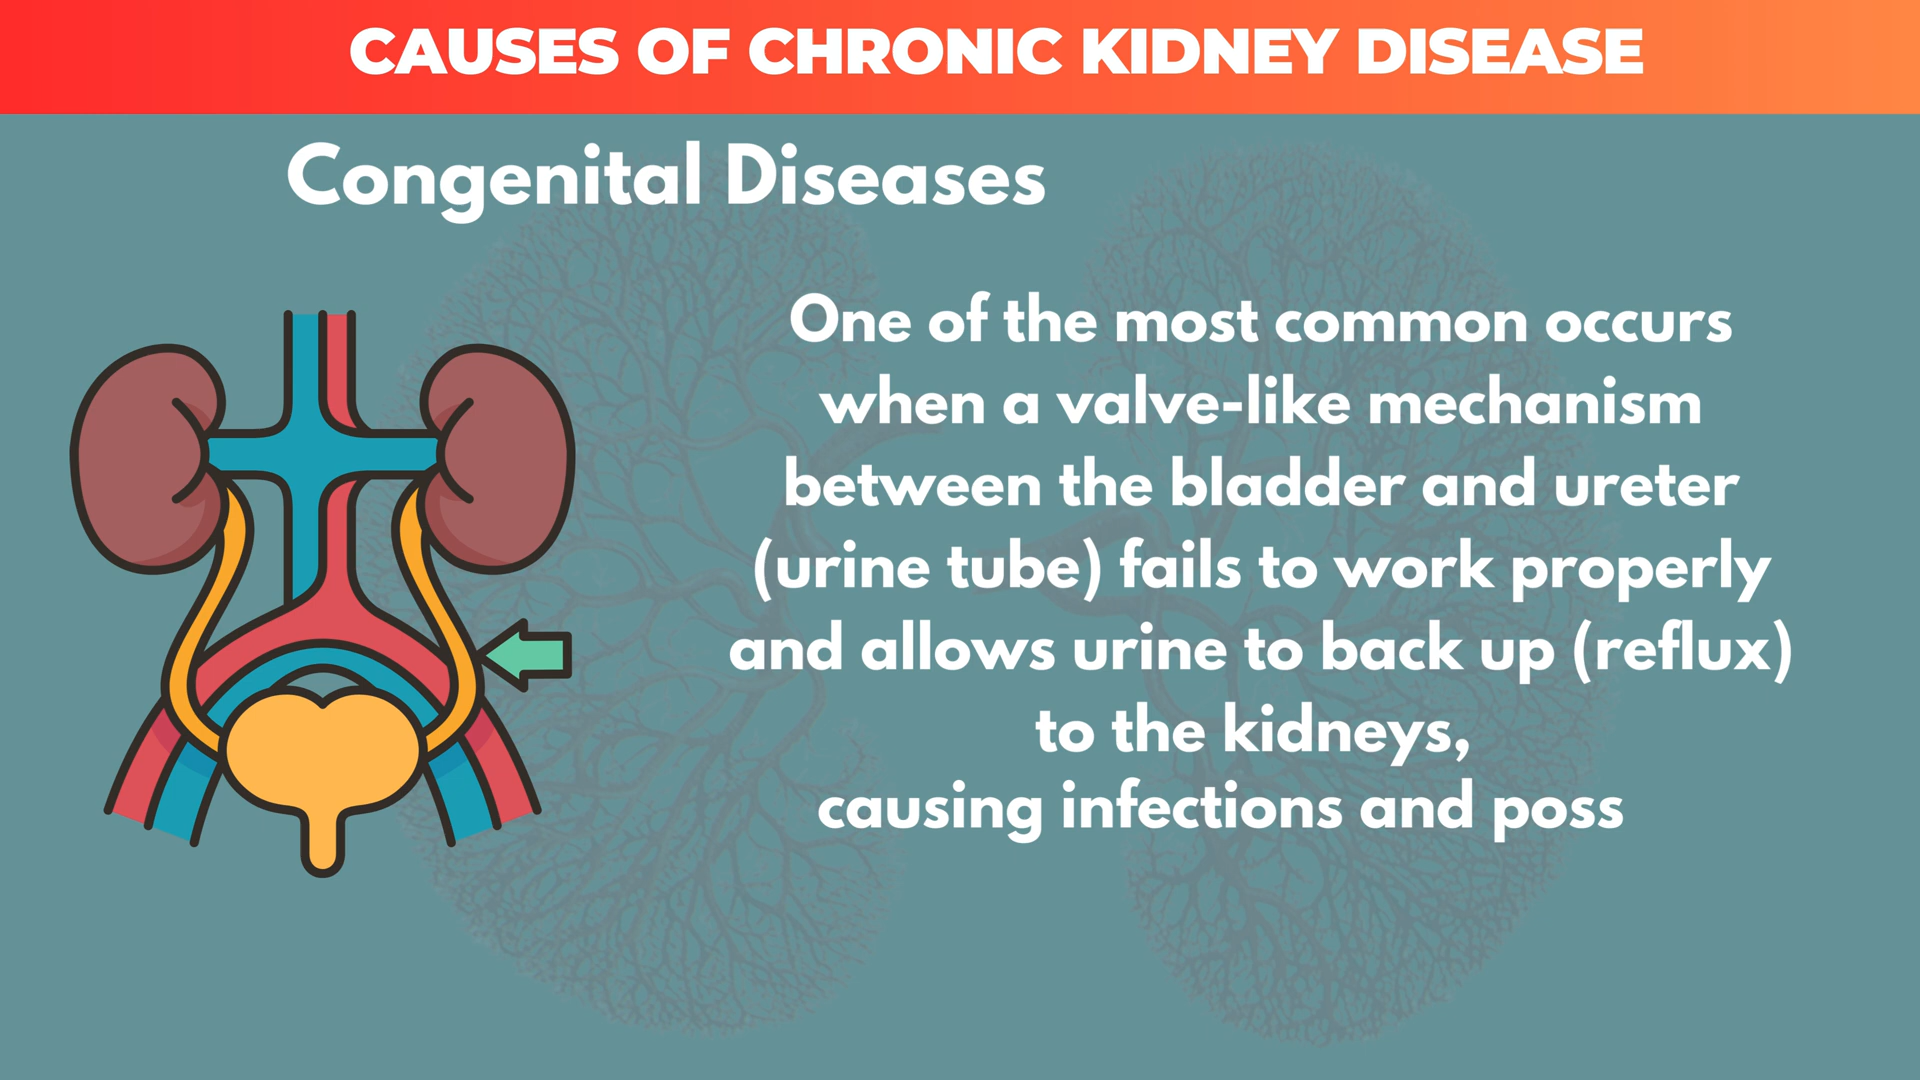 CAUSES OF CHRONIC KIDNEY DISEASE
Congenital Diseases
One of the most common occurs
when a valve-like mechanism
between the bladder and ureter
(urine tube) fails to work properly
and allows urine to back up (reflux)
to the kidneys,
causing infections and poss